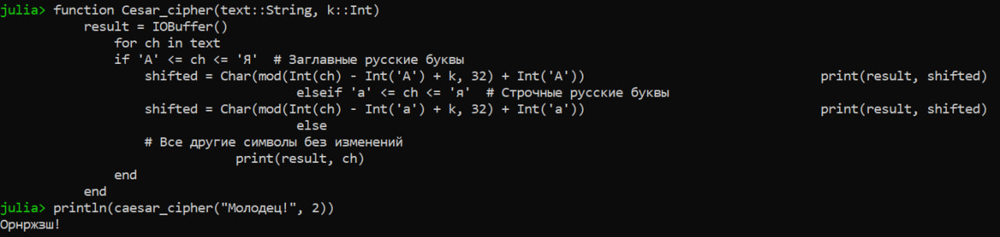 julia> function Cesar_cipher(text::String, k::Int)
result = IOBuffer()
for ch in text
if 'А' <= ch <= 'Я' # Заглавные русские буквы
shifted = Char(mod(Int(ch) - Int('А') + k, 32) + Int('А')) print(result, shifted)
elseif 'а' <= ch <= 'я' # Строчные русские буквы
shifted = Char(mod(Int(ch) - Int('а') + k, 32) + Int('а')) print(result, shifted)
else
# Все другие символы без изменений
print(result, ch)
end
end
julia> println(caesar_cipher("Молодец!", 2))
Орнржзш!